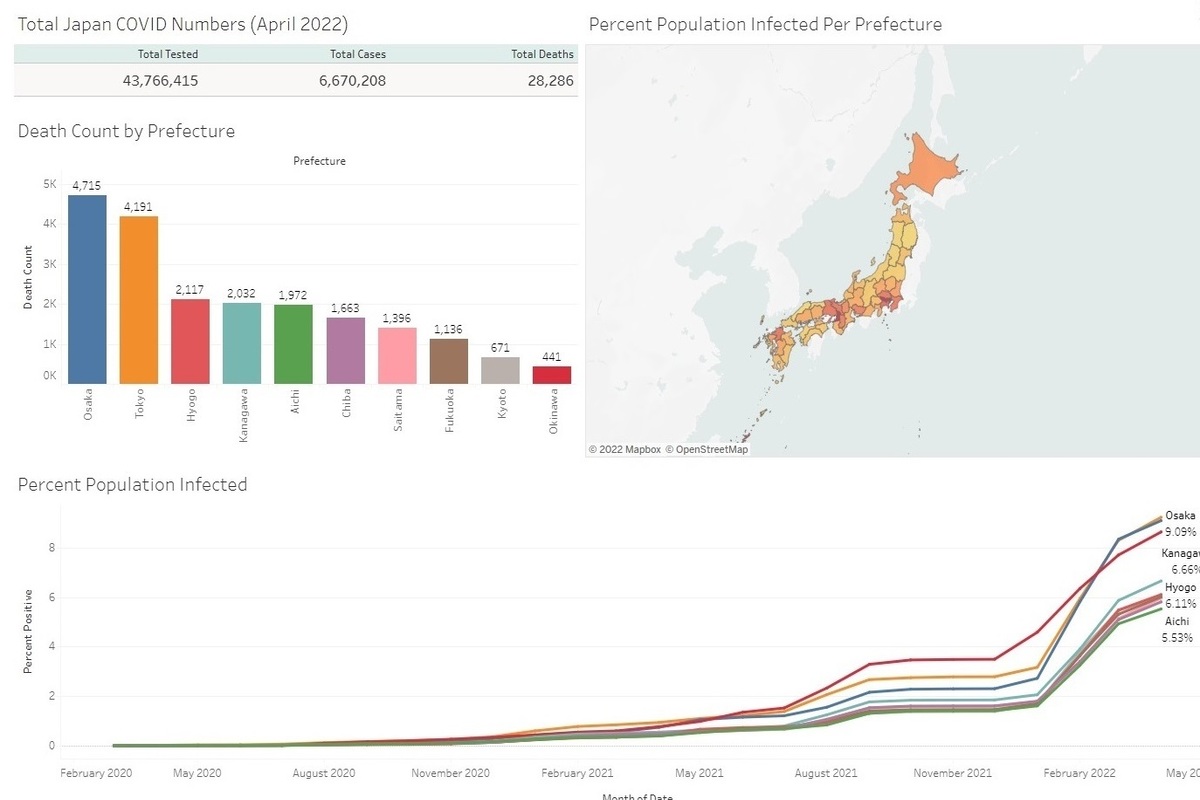 Total Japan COVID Numbers (April 2022)
Total Tested Total Cases Total Deaths
43,766,415 6,670,208 28,286
Death Count by Prefecture
Prefecture
Death Count
5K
4K
3K
2K
1K
0K
4,715
4,191
2,117
2,032
1,972
1,663
1,396
1,136
671
441
Osaka
Tokyo
Hyogo
Kanagawa
Aichi
Chiba
Saitama
Fukuoka
Kyoto
Okinawa
Percent Population Infected Per Prefecture
© 2022 Mapbox © OpenStreetMap
Percent Population Infected
Percent Positive
8
6
4
2
0
Osaka
9.09%
Kanagaw
6.66%
Hyogo
6.11%
Aichi
5.53%
February 2020 May 2020 August 2020 November 2020 February 2021 May 2021 August 2021 November 2021 February 2022 May 20
Month of Date